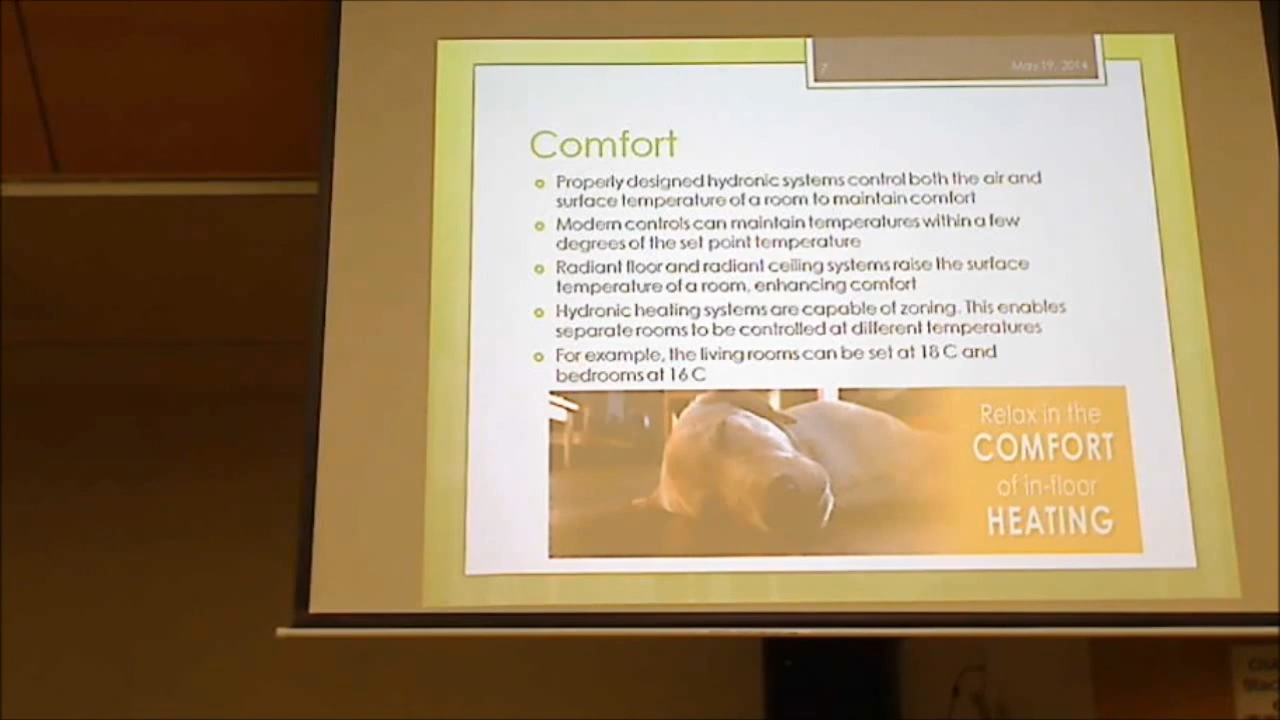 7 May 19, 2014
Comfort
Properly designed hydronic systems control both the air and
surface temperature of a room to maintain comfort
Modern controls can maintain temperatures within a few
degrees of the set point temperature
Radiant floor and radiant ceiling systems raise the surface
temperature of a room, enhancing comfort
Hydronic heating systems are capable of zoning. This enables
separate rooms to be controlled at different temperatures
For example, the living rooms can be set at 18 C and
bedrooms at 16 C
Relax in the
COMFORT
of in-floor
HEATING